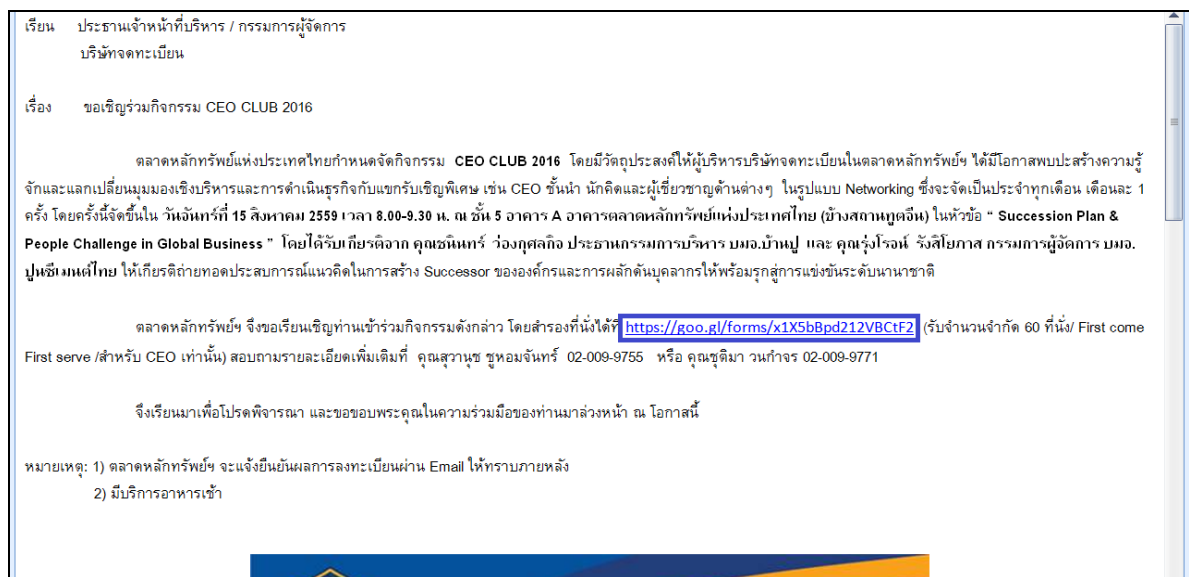 เรียน ประธานเจ้าหน้าที่บริหาร / กรรมการผู้จัดการ
บริษัทจดทะเบียน
เรื่อง ขอเชิญร่วมกิจกรรม CEO CLUB 2016
ตลาดหลักทรัพย์แห่งประเทศไทยกำหนดจัดกิจกรรม CEO CLUB 2016 โดยมีวัตถุประสงค์ให้ผู้บริหารบริษัทจดทะเบียนในตลาดหลักทรัพย์ฯ ได้มีโอกาสพบปะสร้างความรู้
จักและแลกเปลี่ยนมุมมองเชิงบริหารและการดำเนินธุรกิจกับแขกรับเชิญพิเศษ เช่น CEO ชั้นนำ นักคิดและผู้เชี่ยวชาญด้านต่างๆ ในรูปแบบ Networking ซึ่งจะจัดเป็นประจำทุกเดือน เดือนละ 1
ครั้ง โดยครั้งนี้จัดขึ้นใน วันจันทร์ที่ 15 สิงหาคม 2559 เวลา 8.00-9.30 น. ณ ชั้น 5 อาคาร A อาคารตลาดหลักทรัพย์แห่งประเทศไทย (ข้างสถานทูตจีน) ในหัวข้อ “ Succession Plan &
People Challenge in Global Business ” โดยได้รับเกียรติจาก คุณชนินทร์ ว่องกุศลกิจ ประธานกรรมการบริหาร บมจ.บ้านปู และ คุณรุ่งโรจน์ รังสิโยภาส กรรมการผู้จัดการ บมจ.
ปูนซีเมนต์ไทย ให้เกียรติถ่ายทอดประสบการณ์แนวคิดในการสร้าง Successor ขององค์กรและการผลักดันบุคลากรให้พร้อมรุกสู่การแข่งขันระดับนานาชาติ
ตลาดหลักทรัพย์ฯ จึงขอเรียนเชิญท่านเข้าร่วมกิจกรรมดังกล่าว โดยสำรองที่นั่งได้ที่ https://goo.gl/forms/x1X5bBpd212VBCtF2 (รับจำนวนจำกัด 60 ที่นั่ง/ First come
First serve /สำหรับ CEO เท่านั้น) สอบถามรายละเอียดเพิ่มเติมที่ คุณสุวานุช ชูหอมจันทร์ 02-009-9755 หรือ คุณชุติมา วนกำจร 02-009-9771
จึงเรียนมาเพื่อโปรดพิจารณา และขอขอบพระคุณในความร่วมมือของท่านมาล่วงหน้า ณ โอกาสนี้
หมายเหตุ: 1) ตลาดหลักทรัพย์ฯ จะแจ้งยืนยันผลการลงทะเบียนผ่าน Email ให้ทราบภายหลัง
2) มีบริการอาหารเช้า